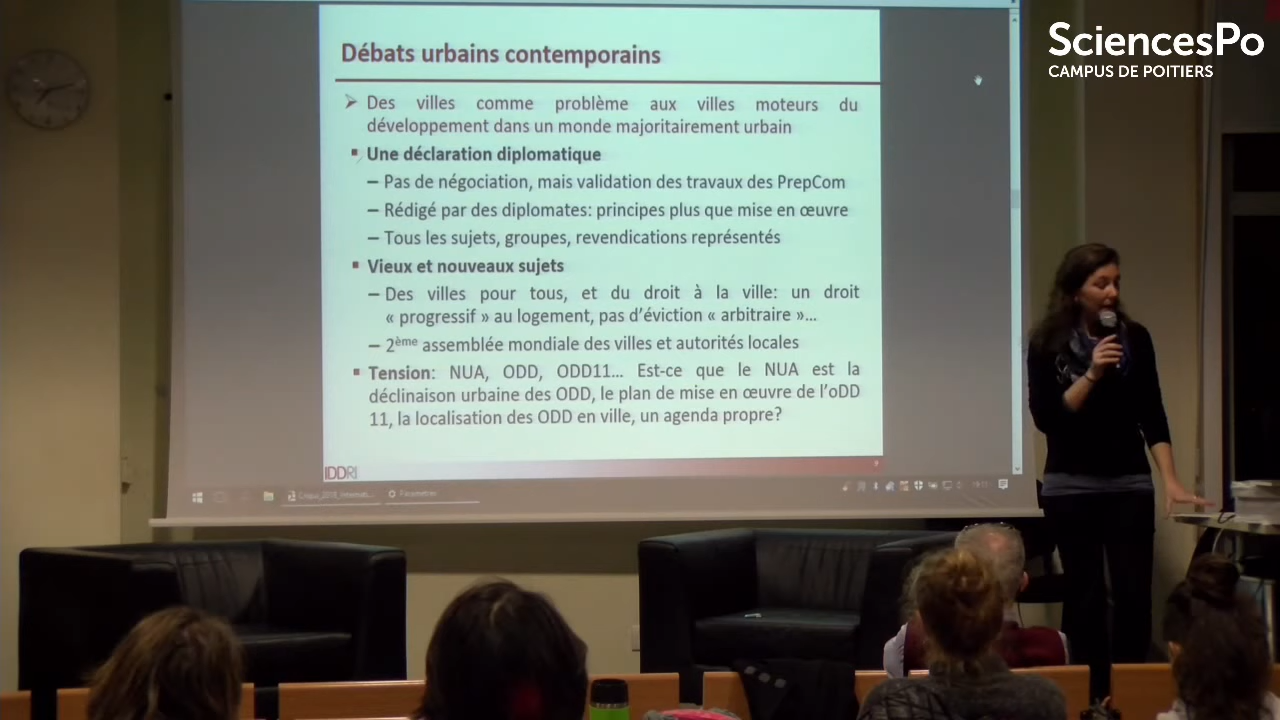 SciencesPo
CAMPUS DE POITIERS
Débats urbains contemporains
Des villes comme problème aux villes moteurs du
développement dans un monde majoritairement urbain
Une déclaration diplomatique
– Pas de négociation, mais validation des travaux des PrepCom
– Rédigé par des diplomates: principes plus que mise en œuvre
– Tous les sujets, groupes, revendications représentés
Vieux et nouveaux sujets
– Des villes pour tous, et du droit à la ville: un droit
« progressif » au logement, pas d’éviction « arbitraire »...
– 2ème assemblée mondiale des villes et autorités locales
Tension: NUA, ODD, ODD11... Est-ce que le NUA est la
déclinaison urbaine des ODD, le plan de mise en œuvre de l’oDD
11, la localisation des ODD en ville, un agenda propre?
IDDRI